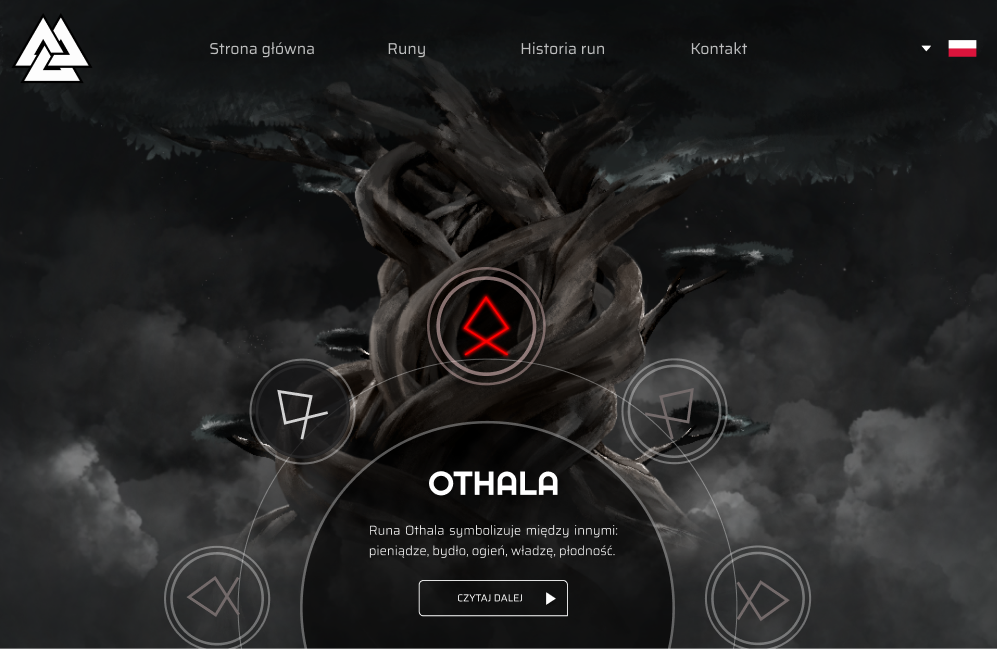 Strona główna
Runy
Historia run
Kontakt
OTHALA
Runa Othala symbolizuje między innymi:
pieniądze, bydło, ogień, władzę, płodność.
CZYTAJ DALEJ